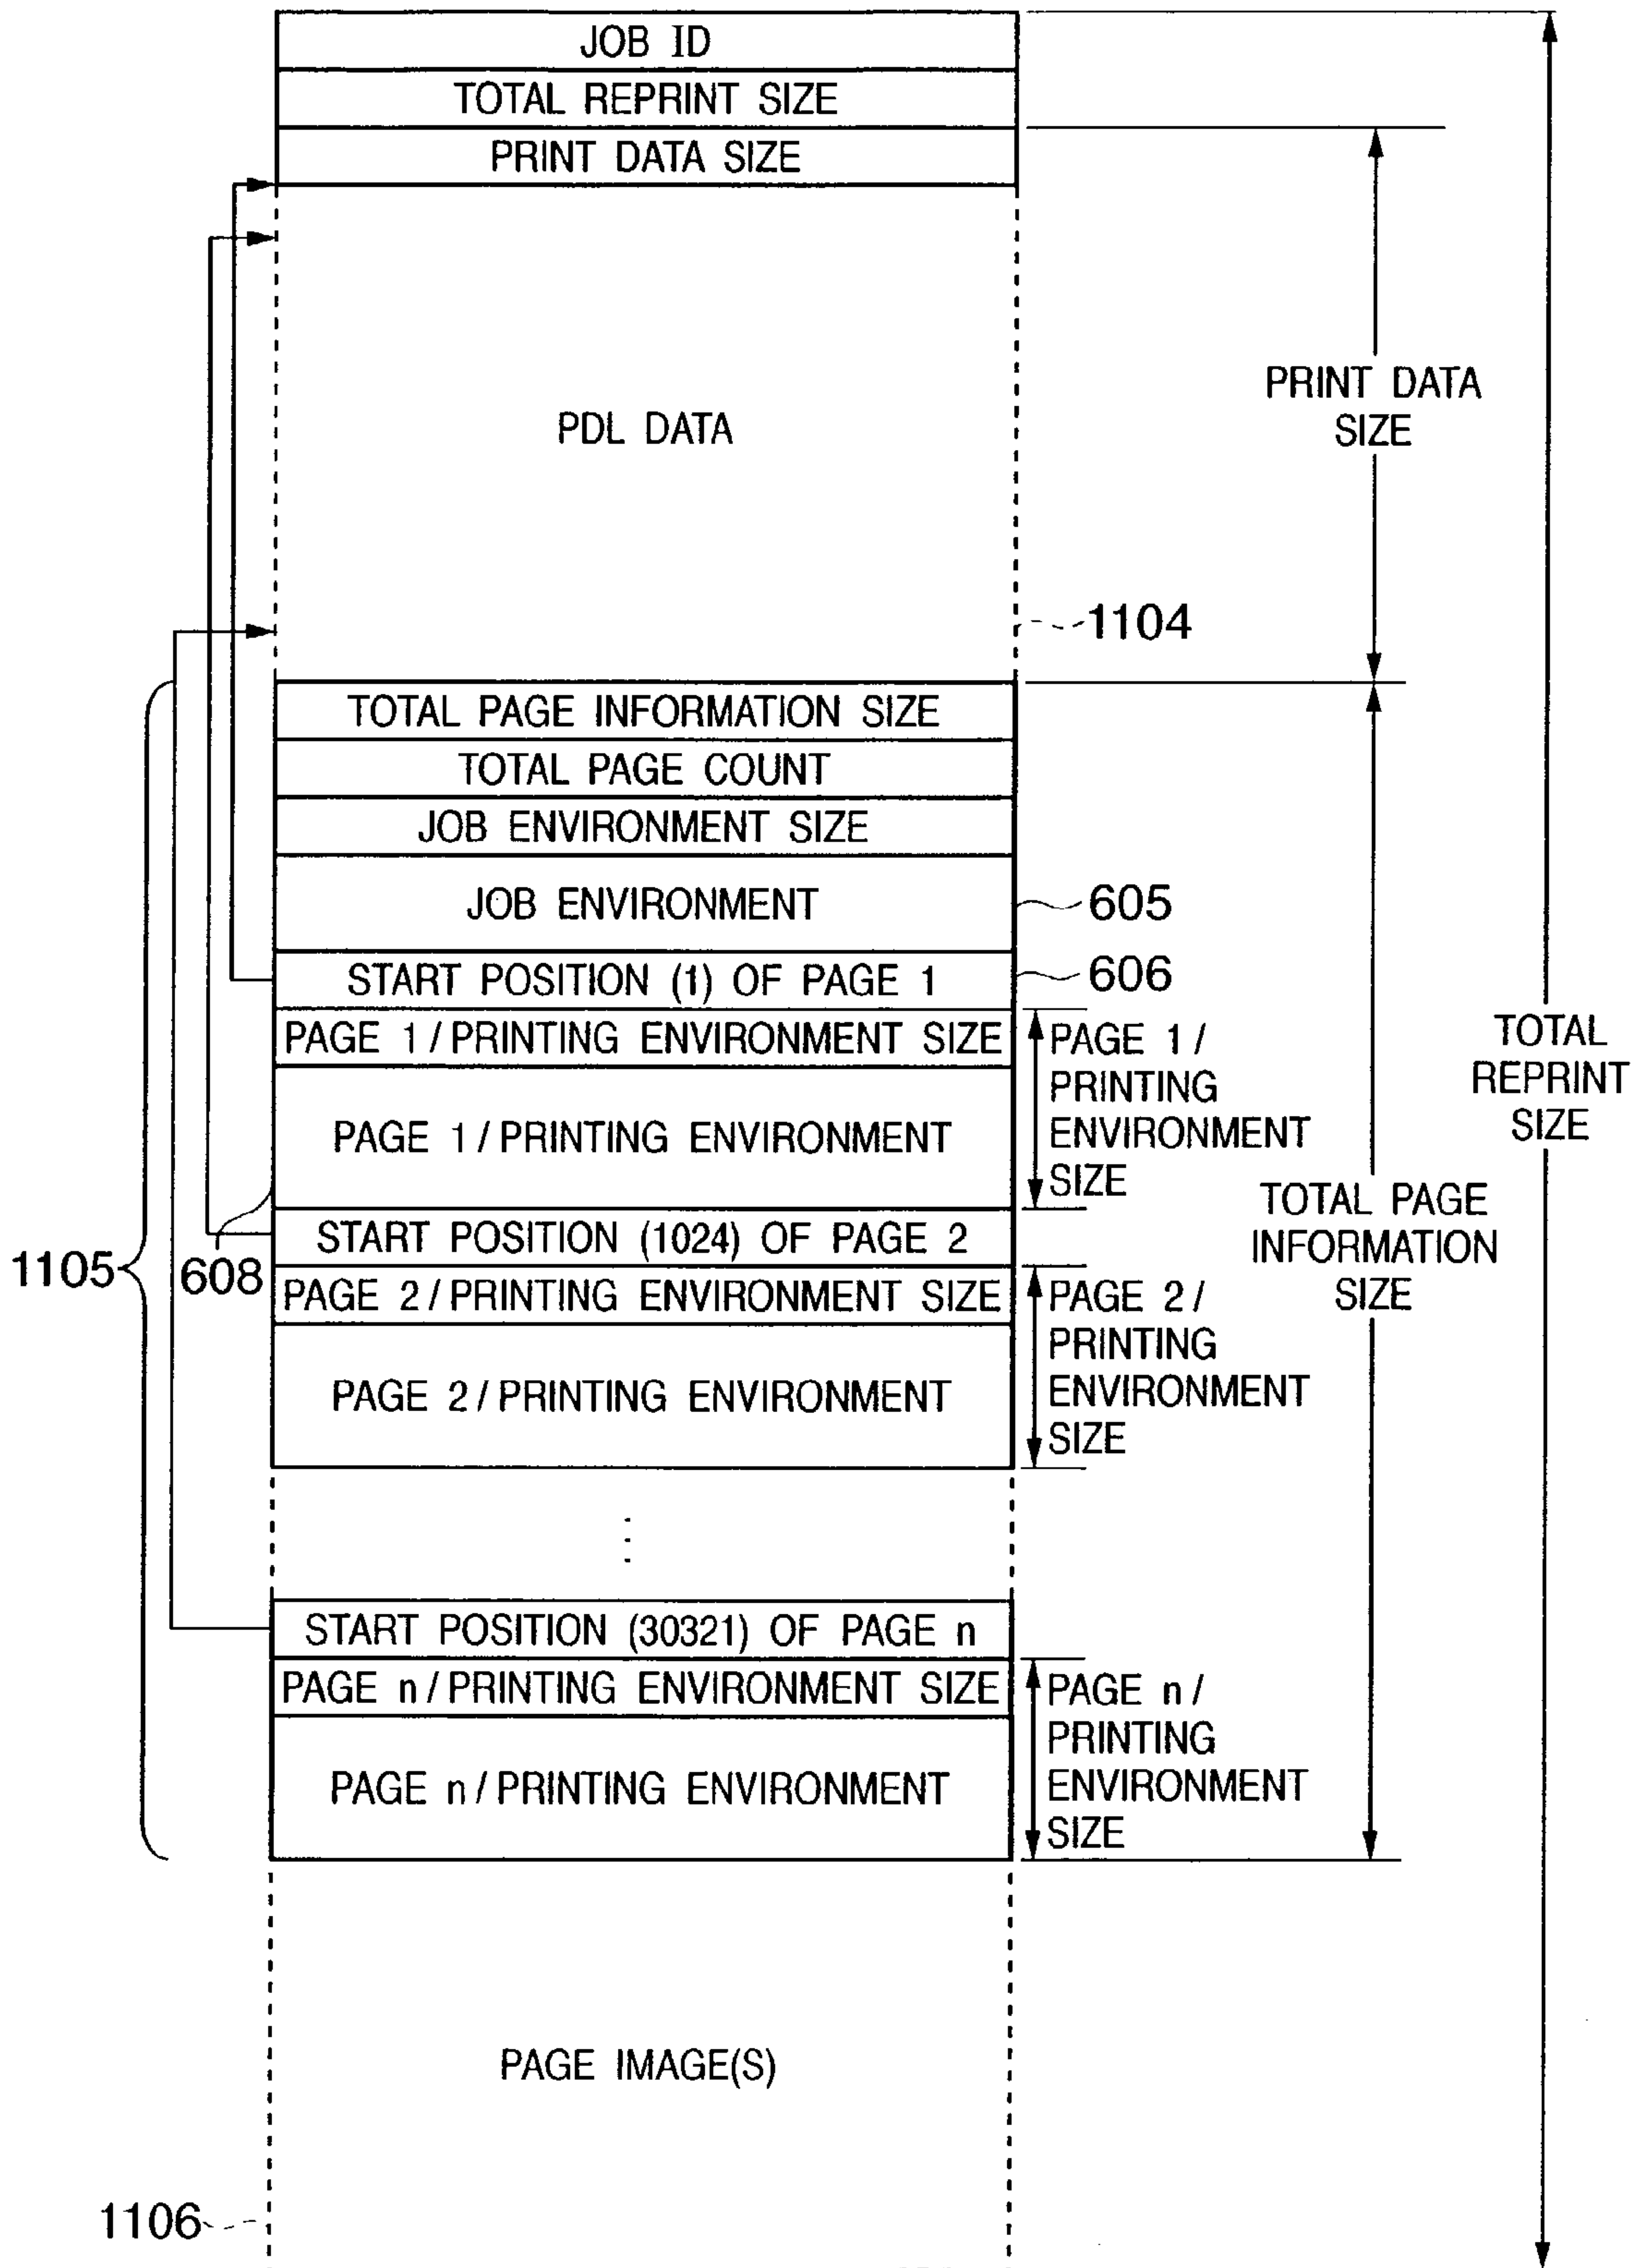 JOB ID
TOTAL REPRINT SIZE
PRINT DATA SIZE
PRINT DATA
SIZE
PDL DATA
1104
TOTAL PAGE INFORMATION SIZE
TOTAL PAGE COUNT
JOB ENVIRONMENT SIZE
JOB ENVIRONMENT
605
START POSITION (1) OF PAGE 1
606
PAGE 1 / PRINTING ENVIRONMENT SIZE
PAGE 1 /
PRINTING
ENVIRONMENT
SIZE
TOTAL
REPRINT
SIZE
PAGE 1 / PRINTING ENVIRONMENT
TOTAL PAGE
INFORMATION
SIZE
START POSITION (1024) OF PAGE 2
1105
608
PAGE 2 / PRINTING ENVIRONMENT SIZE
PAGE 2 /
PRINTING
ENVIRONMENT
SIZE
PAGE 2 / PRINTING ENVIRONMENT
START POSITION (30321) OF PAGE n
PAGE n / PRINTING ENVIRONMENT SIZE
PAGE n /
PRINTING
ENVIRONMENT
SIZE
PAGE n / PRINTING ENVIRONMENT
PAGE IMAGE(S)
1106